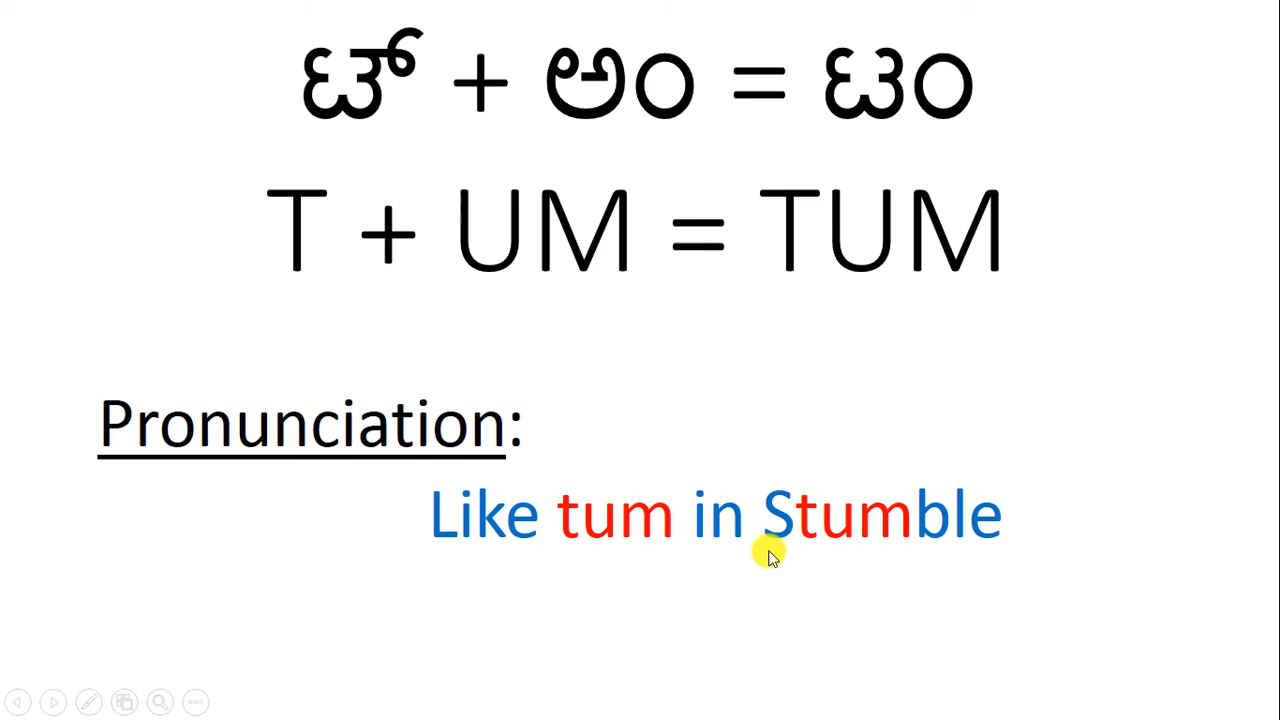 ಟ್ + ಅಂ = ಟಂ
T + UM = TUM
Pronunciation:
Like tum in Stumble